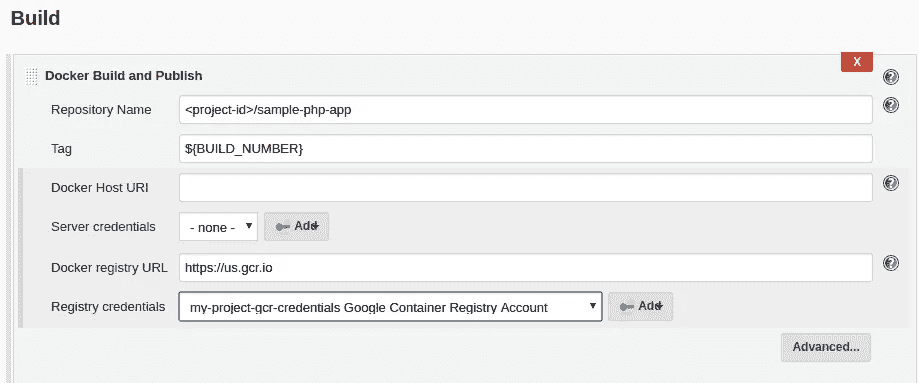 Build
Docker Build and Publish
X
Repository Name
<project-id>/sample-php-app
Tag
${BUILD_NUMBER}
Docker Host URI
Server credentials
- none -
Add
Docker registry URL
https://us.gcr.io
Registry credentials
my-project-gcr-credentials Google Container Registry Account
Add
Advanced...